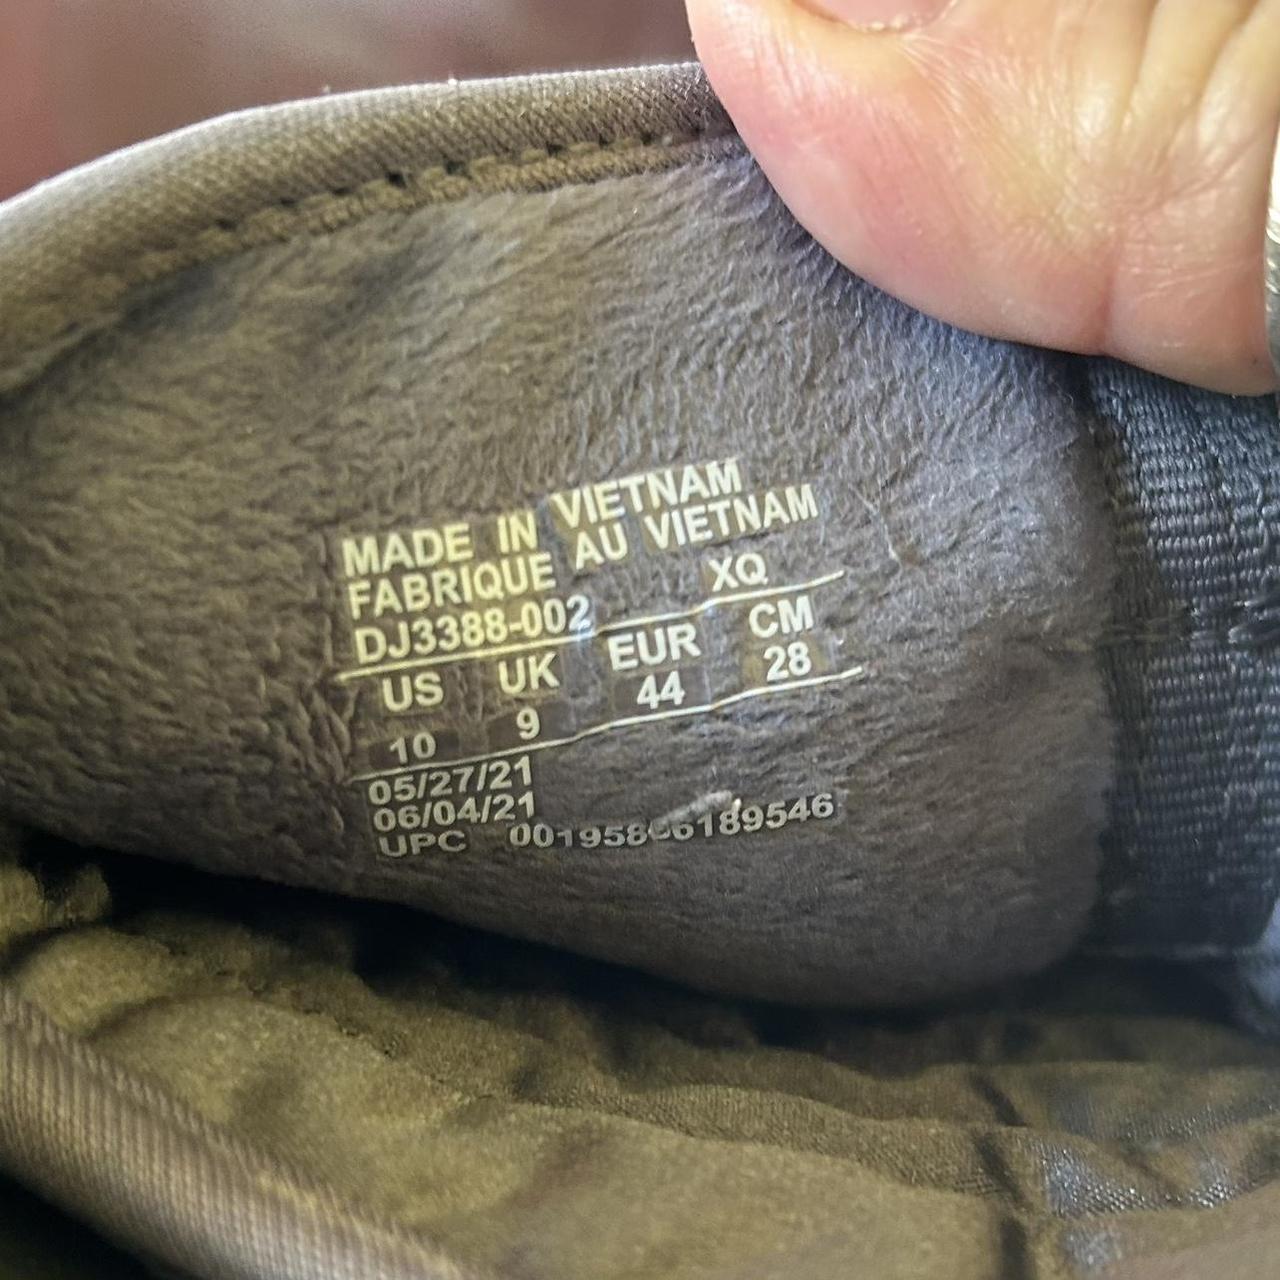 MADE IN VIETNAM
FABRIQUE AU VIETNAM
DJ3388-002 XQ
US UK EUR CM
10 9 44 28
05/27/21
06/04/21
UPC